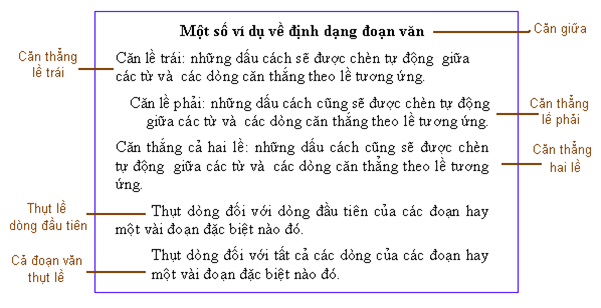 Một số ví dụ về định dạng đoạn văn
Căn giữa
Căn thẳng
lề trái
Căn lề trái: những dấu cách sẽ được chèn tự động giữa
các từ và các dòng căn thẳng theo lề tương ứng.
Căn lề phải: những dấu cách cũng sẽ được chèn tự động
giữa các từ và các dòng căn thẳng theo lề tương ứng.
Căn thẳng
lề phải
Căn thẳng cả hai lề: những dấu cách cũng sẽ được chèn
tự động giữa các từ và các dòng căn thẳng theo lề tương
ứng.
Căn thẳng
hai lề
Thụt lề
dòng đầu tiên
Thụt dòng đối với dòng đầu tiên của các đoạn hay
một vài đoạn đặc biệt nào đó.
Cả đoạn văn
thụt lề
Thụt dòng đối với tất cả các dòng của các đoạn hay
một vài đoạn đặc biệt nào đó.